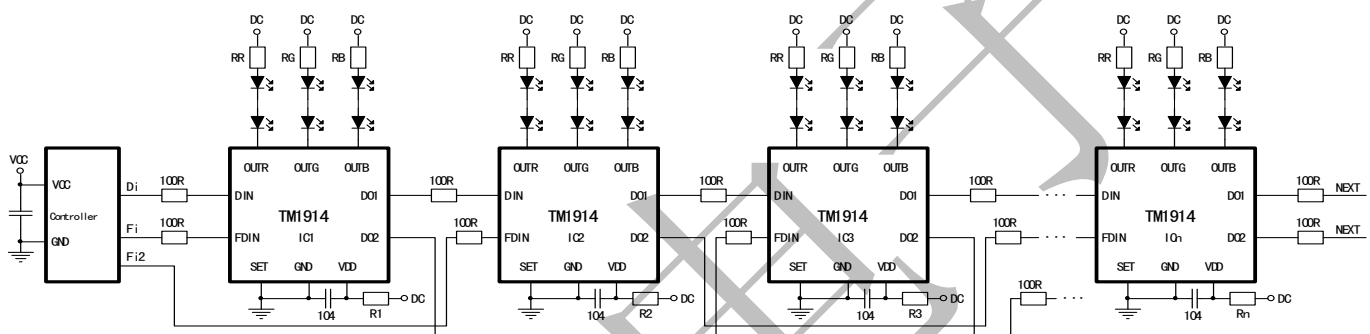 DC DC DC DC DC DC DC DC DC DC DC DC
RR RG RB RR RG RB RR RG RB RR RG RB
VCC
OUTR OUTG OUTB OUTR OUTG OUTB OUTR OUTG OUTB OUTR OUTG OUTB
VCC Di 100R DIN DO1 100R DIN DO1 100R DIN DO1 100R ... DIN DO1 100R NEXT
Controller TM1914 TM1914 TM1914 TM1914
GND Fi 100R FDIN IC1 DO2 100R FDIN IC2 DO2 100R FDIN IC3 DO2 100R ... FDIN ICn DO2 100R NEXT
Fi2
SET GND VDD SET GND VDD SET GND VDD 100R ... SET GND VDD
DC DC DC DC
104 R1 104 R2 104 R3 104 Rn